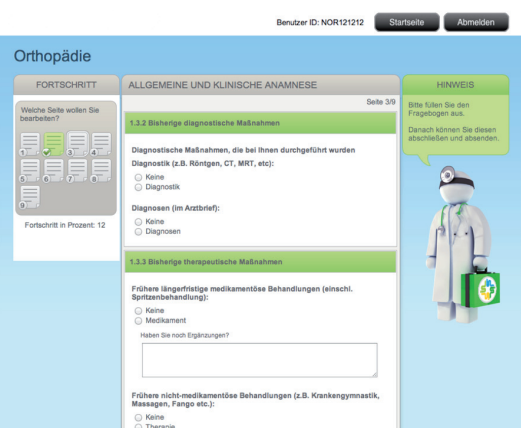 Benutzer ID: NOR121212
Startseite
Abmelden
Orthopädie
FORTSCHRITT
Welche Seite wollen Sie
bearbeiten?
1
3
4
5
6
7
8
9
Fortschritt in Prozent: 12
ALLGEMEINE UND KLINISCHE ANAMNESE
Seite 3/9
1.3.2 Bisherige diagnostische Maßnahmen
Diagnostische Maßnahmen, die bei Ihnen durchgeführt wurden
Diagnostik (z.B. Röntgen, CT, MRT, etc):
Keine
Diagnostik
Diagnosen (im Arztbrief):
Keine
Diagnosen
1.3.3 Bisherige therapeutische Maßnahmen
Frühere längerfristige medikamentöse Behandlungen (einschl.
Spritzenbehandlung):
Keine
Medikament
Haben Sie noch Ergänzungen?
Frühere nicht-medikamentöse Behandlungen (z.B. Krankengymnastik,
Massagen, Fango etc.):
Keine
Therapie
HINWEIS
Bitte füllen Sie den
Fragebogen aus.
Danach können Sie diesen
abschließen und absenden.